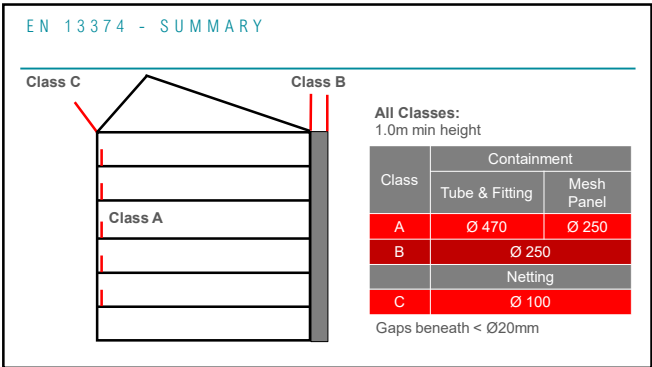 EN 13374 - SUMMARY
Class C
Class B
Class A
All Classes:
1.0m min height
Class
Containment
Tube & Fitting
Mesh
Panel
A
Ø 470
Ø 250
B
Ø 250
Netting
C
Ø 100
Gaps beneath < Ø20mm